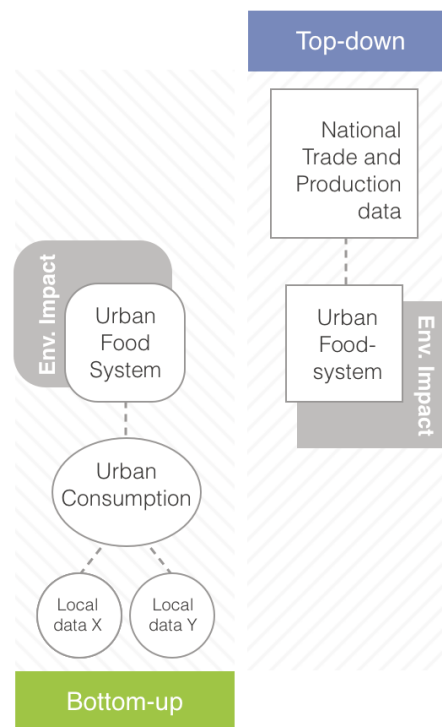 Top-down
National
Trade and
Production
data
Env. Impact
Urban
Food-
system
Env. Impact
Urban
Food
System
Urban
Consumption
Local
data X
Local
data Y
Bottom-up